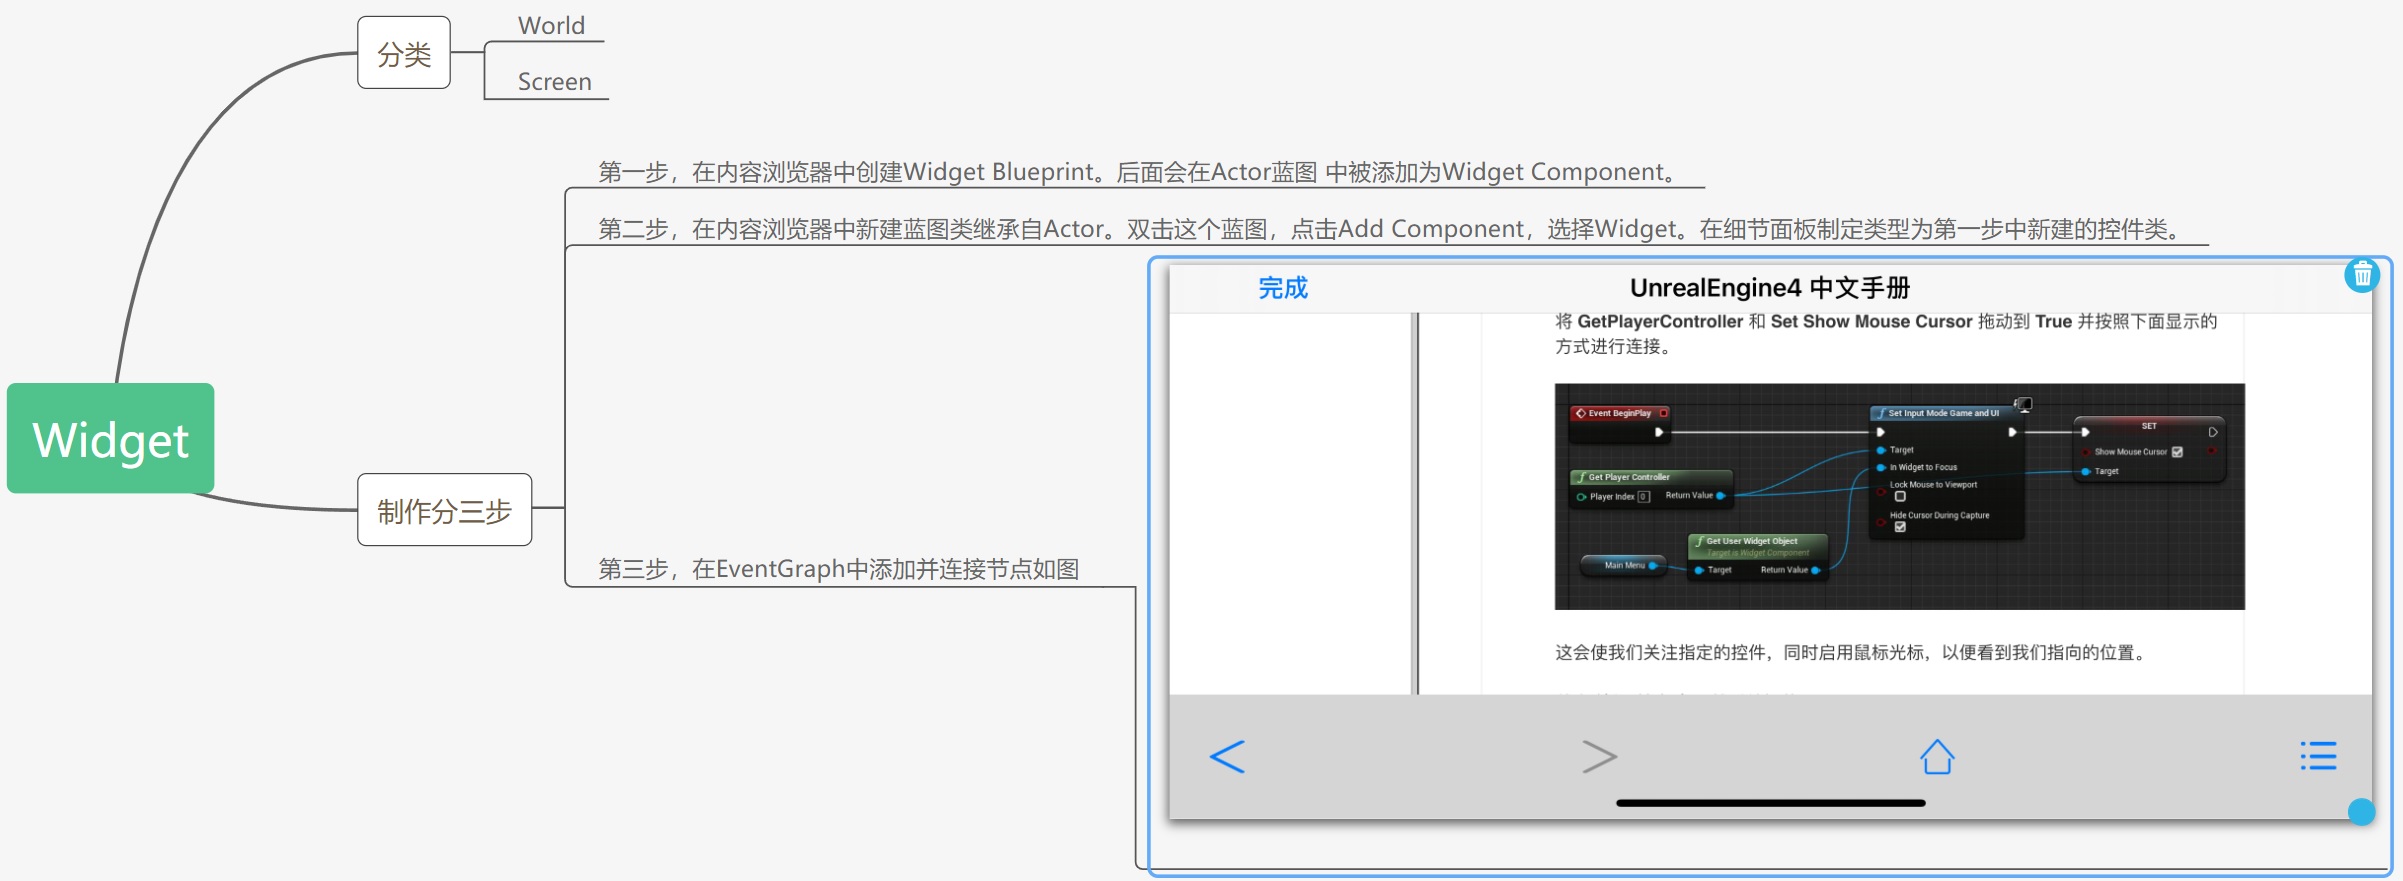 分类
World
Screen
Widget
制作分三步
第一步，在内容浏览器中创建Widget Blueprint。后面会在Actor蓝图 中被添加为Widget Component。
第二步，在内容浏览器中新建蓝图类继承自Actor。双击这个蓝图，点击Add Component，选择Widget。在细节面板制定类型为第一步中新建的控件类。
第三步，在EventGraph中添加并连接节点如图
完成
UnrealEngine4 中文手册
将 GetPlayerController 和 Set Show Mouse Cursor 拖动到 True 并按照下面显示的
方式进行连接。
Event BeginPlay
Set Input Mode Game and UI
Target
In Widget to Focus
Lock Mouse to Viewport
Hide Cursor During Capture
SET
Show Mouse Cursor
Target
Get Player Controller
Player Index 0
Return Value
Get User Widget Object
Target is Widget Component
Main Menu
Target
Return Value
这会使我们关注指定的控件，同时启用鼠标光标，以便看到我们指向的位置。